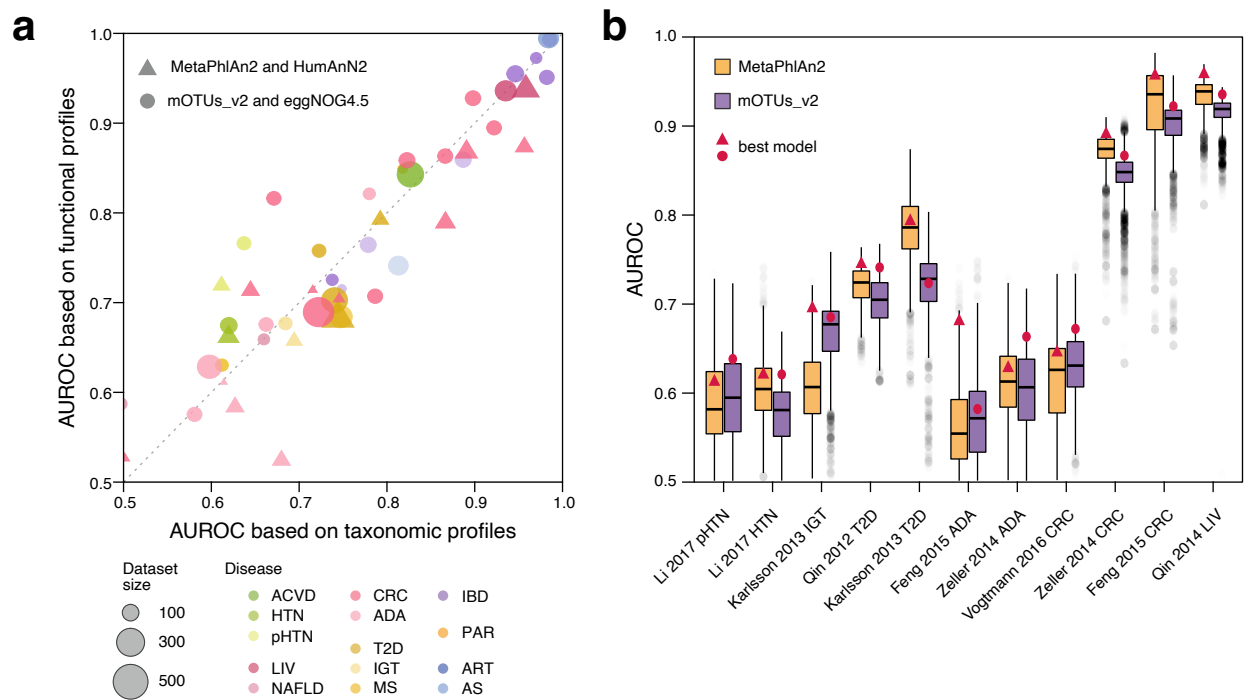 a
AUROC based on functional profiles
1.0
0.9
0.8
0.7
0.6
0.5
MetaPhlAn2 and HumAnN2
mOTUs_v2 and eggNOG4.5
0.5 0.6 0.7 0.8 0.9 1.0
AUROC based on taxonomic profiles
Dataset
size
100
300
500
Disease
ACVD
HTN
pHTN
LIV
NAFLD
CRC
ADA
T2D
IGT
MS
IBD
PAR
ART
AS
b
AUROC
1.0
0.9
0.8
0.7
0.6
0.5
MetaPhlAn2
mOTUs_v2
best model
Li 2017 pHTN
Li 2017 HTN
Karlsson 2013 IGT
Qin 2012 T2D
Karlsson 2013 T2D
Feng 2015 ADA
Zeller 2014 ADA
Vogtmann 2016 CRC
Zeller 2014 CRC
Feng 2015 CRC
Qin 2014 LIV